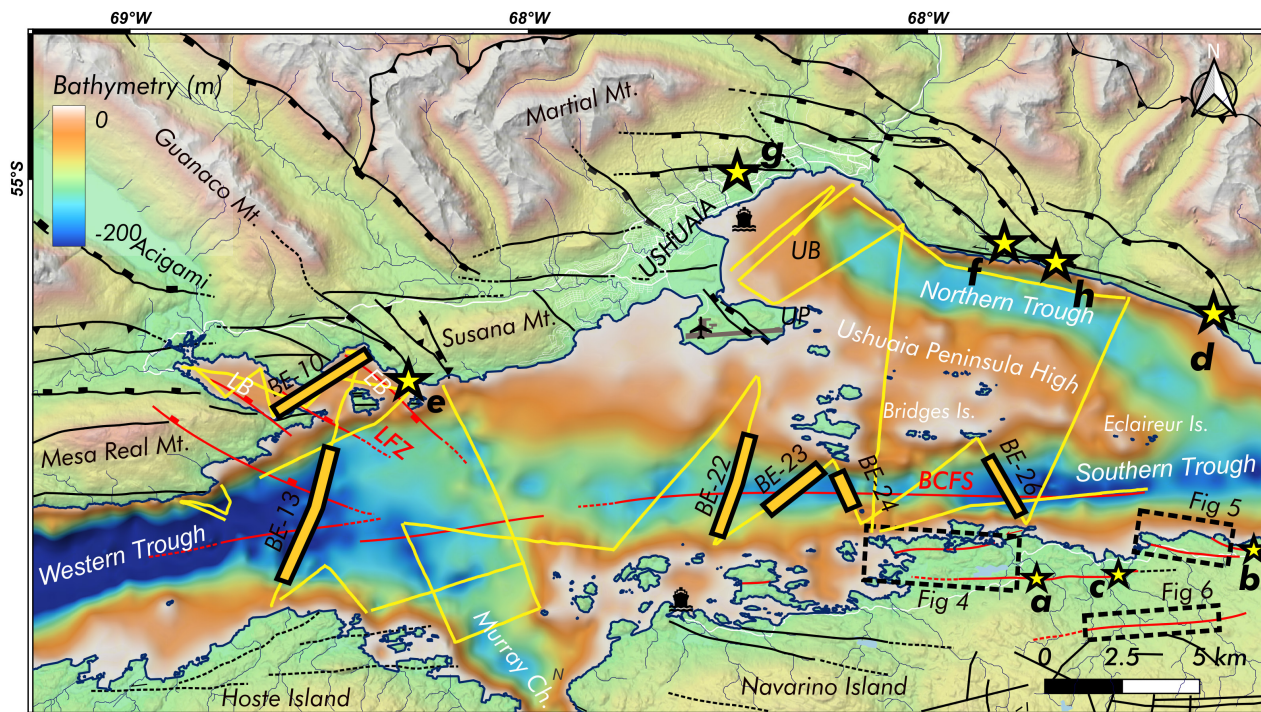 69°W
68°W
68°W
55°S
N
Bathymetry (m)
0
-200
Martial Mt.
Guanaco Mt.
Acigami
USHUAIA
g
UB
f
h
d
Northern Trough
UP
Ushuaia Peninsula High
Susana Mt.
LB
BE-10
EB
e
LFZ
Mesa Real Mt.
Bridges Is.
Eclaireur Is.
BE-13
BE-22
BE-23
BE-24
BCFS
BE-26
Southern Trough
Western Trough
Fig 5
b
Fig 4
a
c
Fig 6
Murray Ch.
N
Hoste Island
Navarino Island
0
2.5
5 km